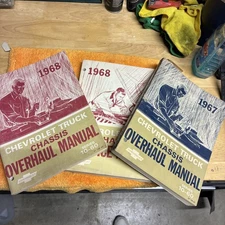 1968
CHEVROLET TRUCK
CHASSIS
OVERHAUL MANUAL
1968
1967
CHEVROLET TRUCK
CHASSIS
OVERHAUL MANUAL